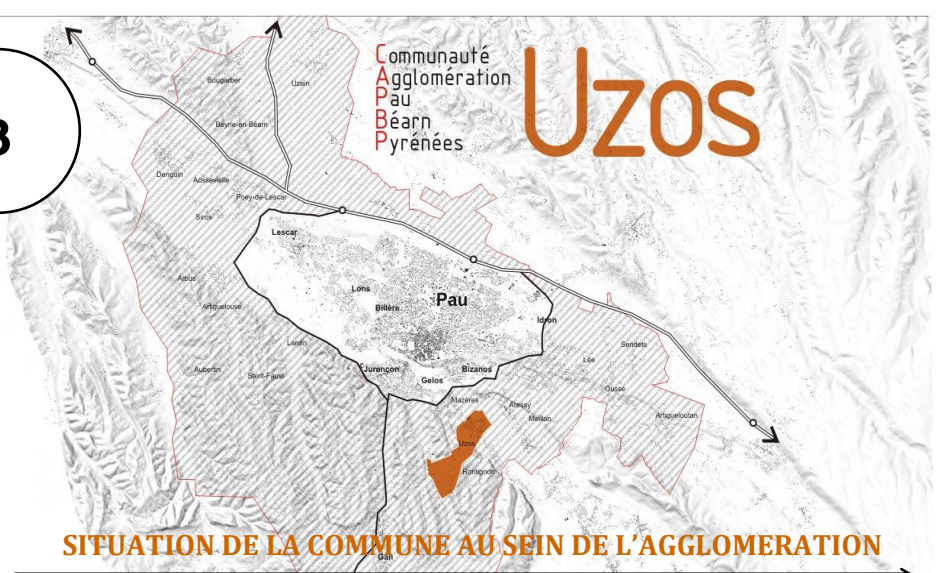 Communauté
Agglomération
Pau
Béarn
Pyrénées
Uzos
Bougarber
Uzein
Beyrie-en-Béarn
Denguin
Aussevielle
Poey-de-Lescar
Siros
Lescar
Arbus
Lons
Pau
Billère
Artiguelouve
Idron
Laroin
Sendets
Lée
Aubertin
Saint-Faust
Jurançon
Gelos
Bizanos
Ousse
Mazères
Aressy
Meillon
Artigueloutan
Uzos
Rontignon
SITUATION DE LA COMMUNE AU SEIN DE L'AGGLOMERATION
Gan